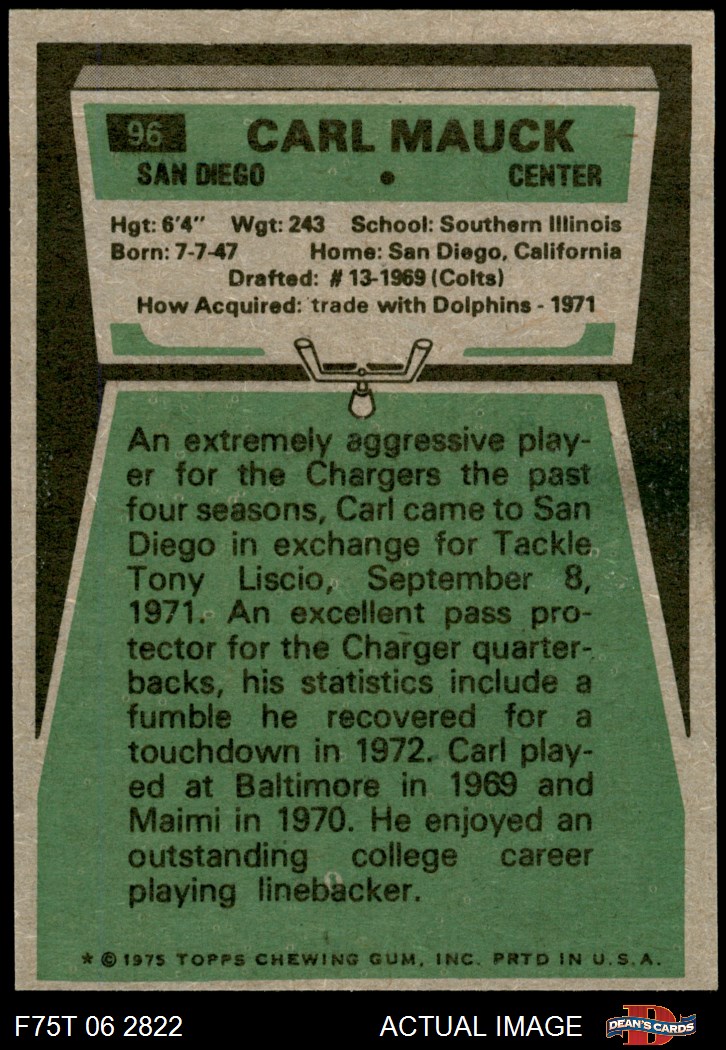 96 CARL MAUCK
SAN DIEGO • CENTER
Hgt: 6'4" Wgt: 243 School: Southern Illinois
Born: 7-7-47 Home: San Diego, California
Drafted: #13-1969 (Colts)
How Acquired: trade with Dolphins - 1971
An extremely aggressive play-
er for the Chargers the past
four seasons, Carl came to San
Diego in exchange for Tackle
Tony Liscio, September 8,
1971. An excellent pass pro-
tector for the Charger quarter-
backs, his statistics include a
fumble he recovered for a
touchdown in 1972. Carl play-
ed at Baltimore in 1969 and
Maimi in 1970. He enjoyed an
outstanding college career
playing linebacker.
* © 1975 TOPPS CHEWING GUM, INC. PRTD IN U.S.A.
F75T 06 2822 ACTUAL IMAGE D DEAN'S CARDS